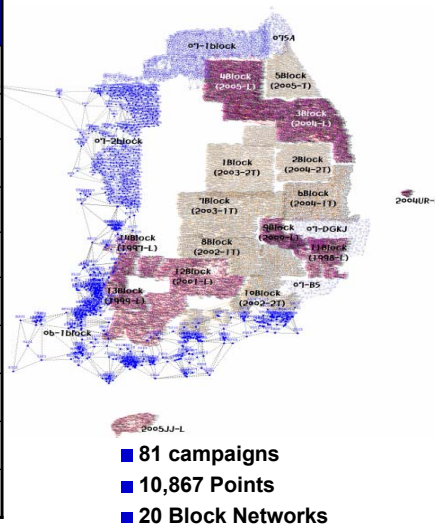 07-1block
07SA
4Block
(2005-L)
5Block
(2005-T)
3Block
(2004-L)
07-2block
1Block
(2003-2T)
2Block
(2004-2T)
2004UR-
7Block
(2003-1T)
6Block
(2004-1T)
9Block
(2000-L)
07-DGKJ
14Block
(1997-L)
8Block
(2002-1T)
11Block
(1998-L)
12Block
(2001-L)
13Block
(1999-L)
10Block
(2002-2T)
07-BS
06-1block
2005JJ-L
81 campaigns
10,867 Points
20 Block Networks